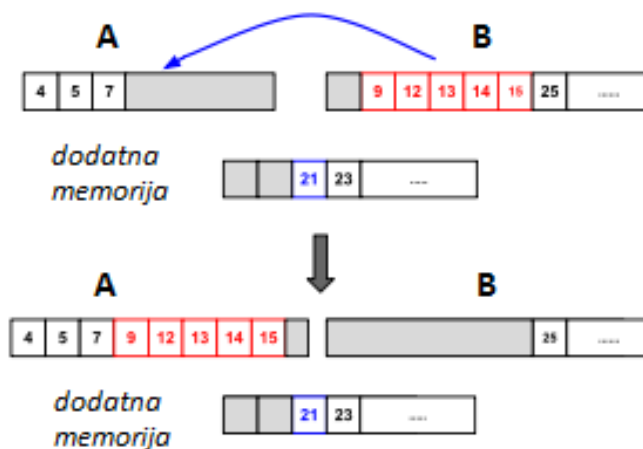 A B
4 5 7 9 12 13 14 15 25 .....
dodatna
memorija
21 23 ....
A B
4 5 7 9 12 13 14 15 25 .....
dodatna
memorija
21 23 ....